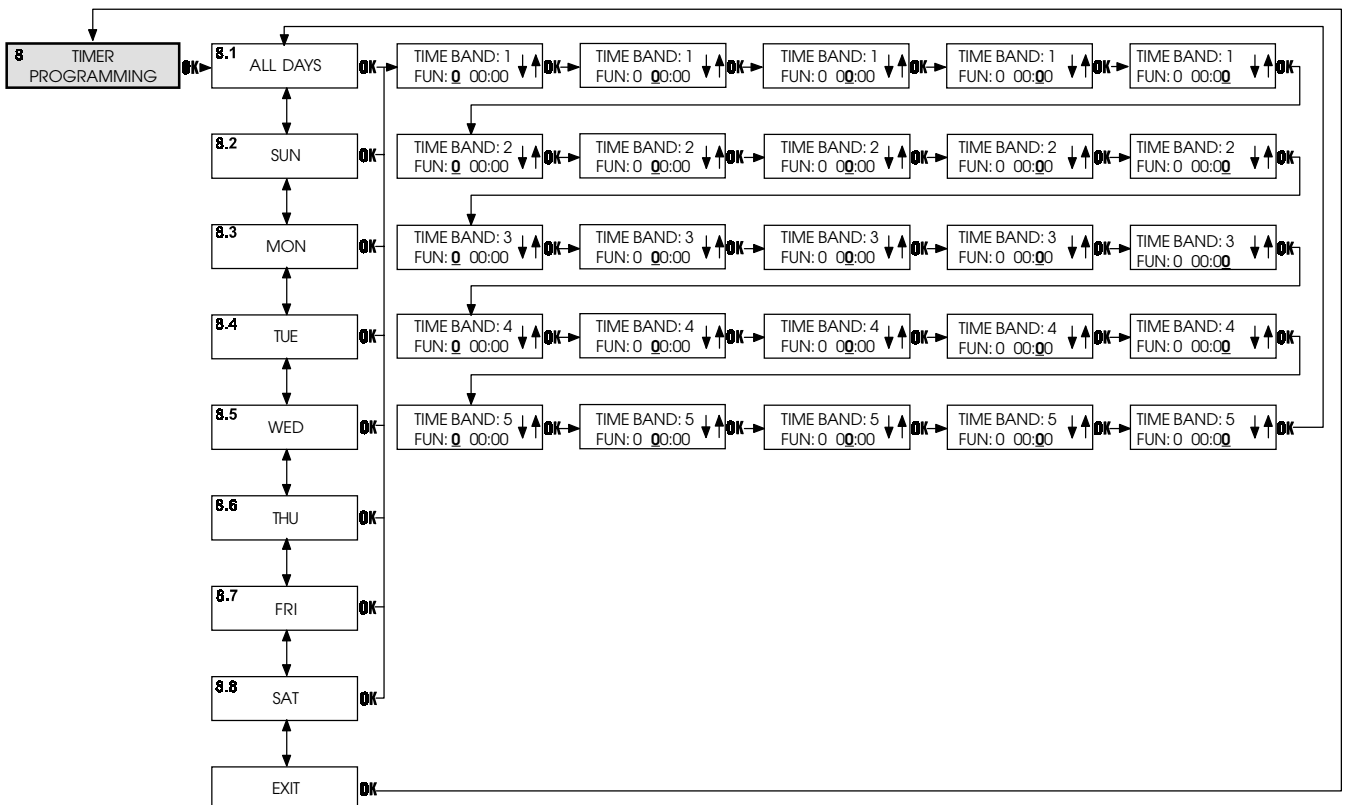 8 TIMER
PROGRAMMING
OK
8.1
ALL DAYS
OK
TIME BAND: 1
FUN: 0 00:00
OK
TIME BAND: 1
FUN: 0 00:00
OK
TIME BAND: 1
FUN: 0 00:00
OK
TIME BAND: 1
FUN: 0 00:00
OK
TIME BAND: 1
FUN: 0 00:00
OK
8.2
SUN
OK
TIME BAND: 2
FUN: 0 00:00
OK
TIME BAND: 2
FUN: 0 00:00
OK
TIME BAND: 2
FUN: 0 00:00
OK
TIME BAND: 2
FUN: 0 00:00
OK
TIME BAND: 2
FUN: 0 00:00
OK
8.3
MON
OK
TIME BAND: 3
FUN: 0 00:00
OK
TIME BAND: 3
FUN: 0 00:00
OK
TIME BAND: 3
FUN: 0 00:00
OK
TIME BAND: 3
FUN: 0 00:00
OK
TIME BAND: 3
FUN: 0 00:00
OK
8.4
TUE
OK
TIME BAND: 4
FUN: 0 00:00
OK
TIME BAND: 4
FUN: 0 00:00
OK
TIME BAND: 4
FUN: 0 00:00
OK
TIME BAND: 4
FUN: 0 00:00
OK
TIME BAND: 4
FUN: 0 00:00
OK
8.5
WED
OK
TIME BAND: 5
FUN: 0 00:00
OK
TIME BAND: 5
FUN: 0 00:00
OK
TIME BAND: 5
FUN: 0 00:00
OK
TIME BAND: 5
FUN: 0 00:00
OK
TIME BAND: 5
FUN: 0 00:00
OK
8.6
THU
OK
8.7
FRI
OK
8.8
SAT
OK
EXIT
OK